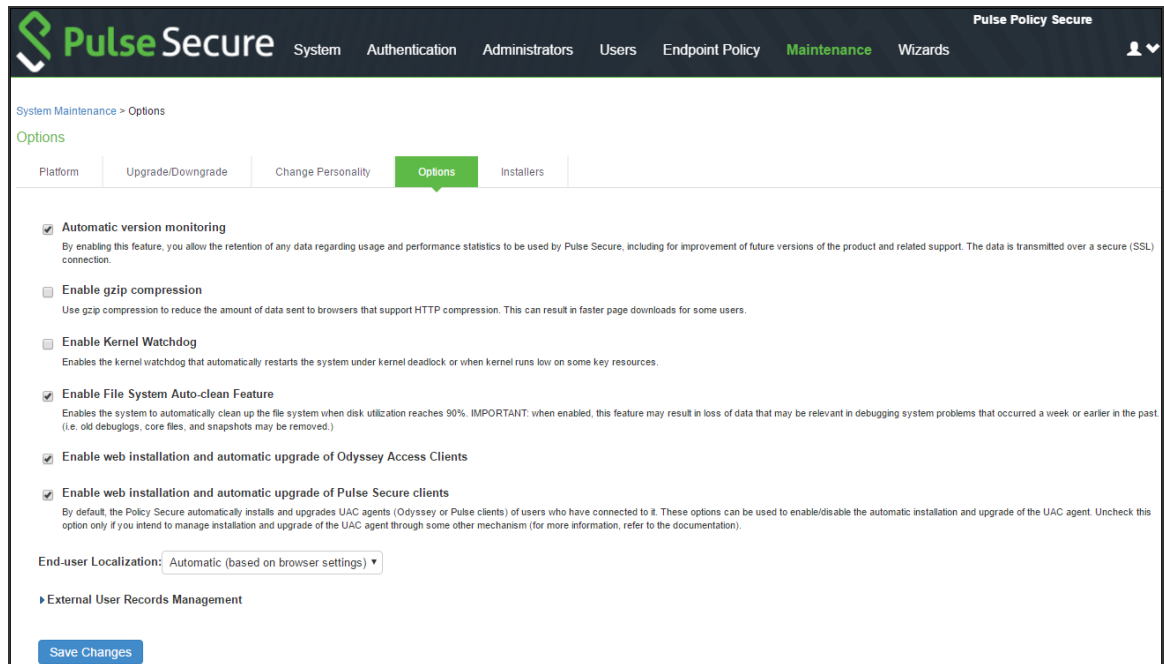 Pulse Policy Secure
Pulse Secure
System Authentication Administrators Users Endpoint Policy Maintenance Wizards
System Maintenance > Options
Options
Platform Upgrade/Downgrade Change Personality Options Installers
Automatic version monitoring
By enabling this feature, you allow the retention of any data regarding usage and performance statistics to be used by Pulse Secure, including for improvement of future versions of the product and related support. The data is transmitted over a secure (SSL)
connection.
Enable gzip compression
Use gzip compression to reduce the amount of data sent to browsers that support HTTP compression. This can result in faster page downloads for some users.
Enable Kernel Watchdog
Enables the kernel watchdog that automatically restarts the system under kernel deadlock or when kernel runs low on some key resources.
Enable File System Auto-clean Feature
Enables the system to automatically clean up the file system when disk utilization reaches 90%. IMPORTANT: when enabled, this feature may result in loss of data that may be relevant in debugging system problems that occurred a week or earlier in the past.
(i.e. old debuglogs, core files, and snapshots may be removed.)
Enable web installation and automatic upgrade of Odyssey Access Clients
Enable web installation and automatic upgrade of Pulse Secure clients
By default, the Policy Secure automatically installs and upgrades UAC agents (Odyssey or Pulse clients) of users who have connected to it. These options can be used to enable/disable the automatic installation and upgrade of the UAC agent. Uncheck this
option only if you intend to manage installation and upgrade of the UAC agent through some other mechanism (for more information, refer to the documentation).
End-user Localization: Automatic (based on browser settings)
External User Records Management
Save Changes